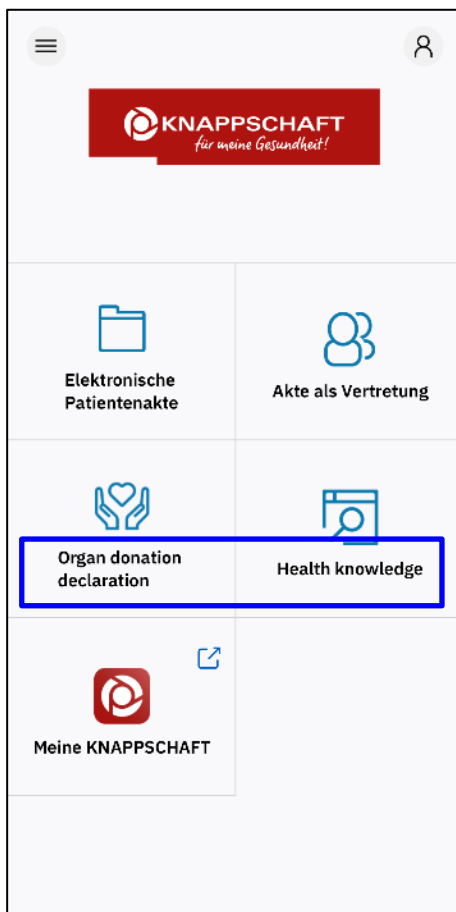 KNAPPSCHAFT
für meine Gesundheit!
Elektronische
Patientenakte
Akte als Vertretung
Organ donation
declaration
Health knowledge
Meine KNAPPSCHAFT